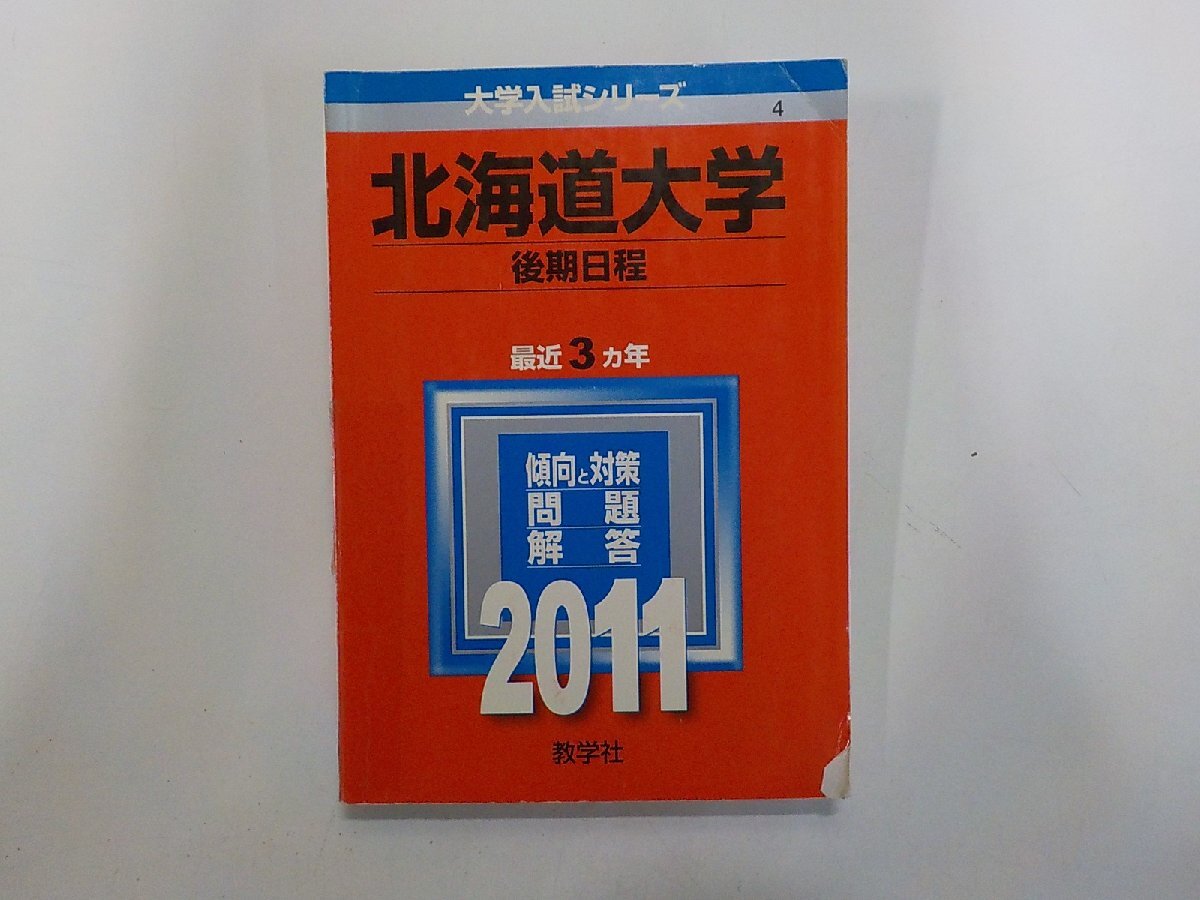 大学入試シリーズ
4
北海道大学
後期日程
最近3ヵ年
傾向と対策
問題
解答
2011
教学社